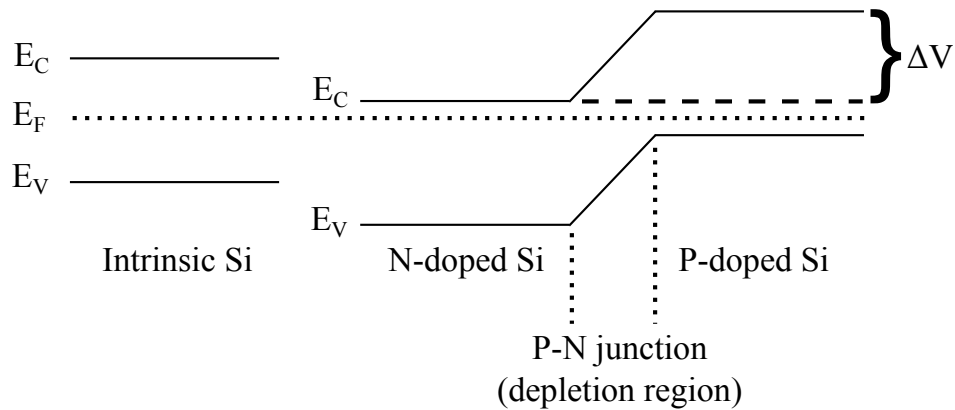 E_C
ΔV
E_C
E_F
E_V
E_V
Intrinsic Si
N-doped Si
P-doped Si
P-N junction
(depletion region)